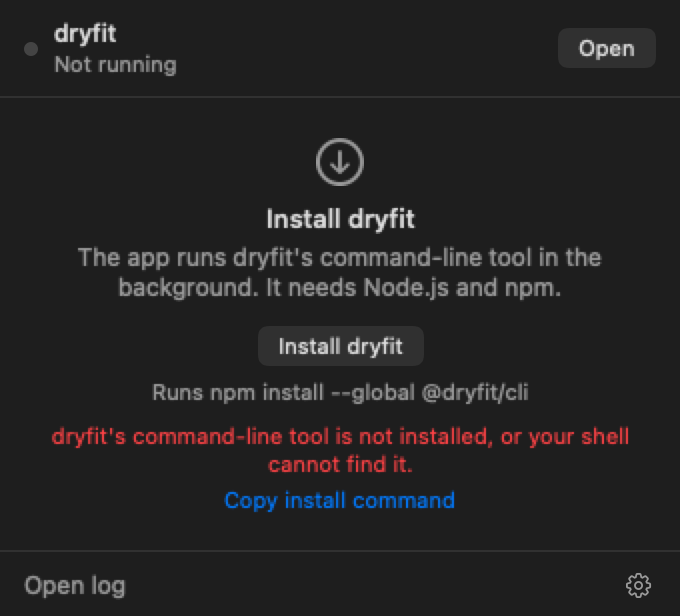 dryfit
Not running
Open
Install dryfit
The app runs dryfit's command-line tool in the
background. It needs Node.js and npm.
Install dryfit
Runs npm install --global @dryfit/cli
dryfit's command-line tool is not installed, or your shell
cannot find it.
Copy install command
Open log